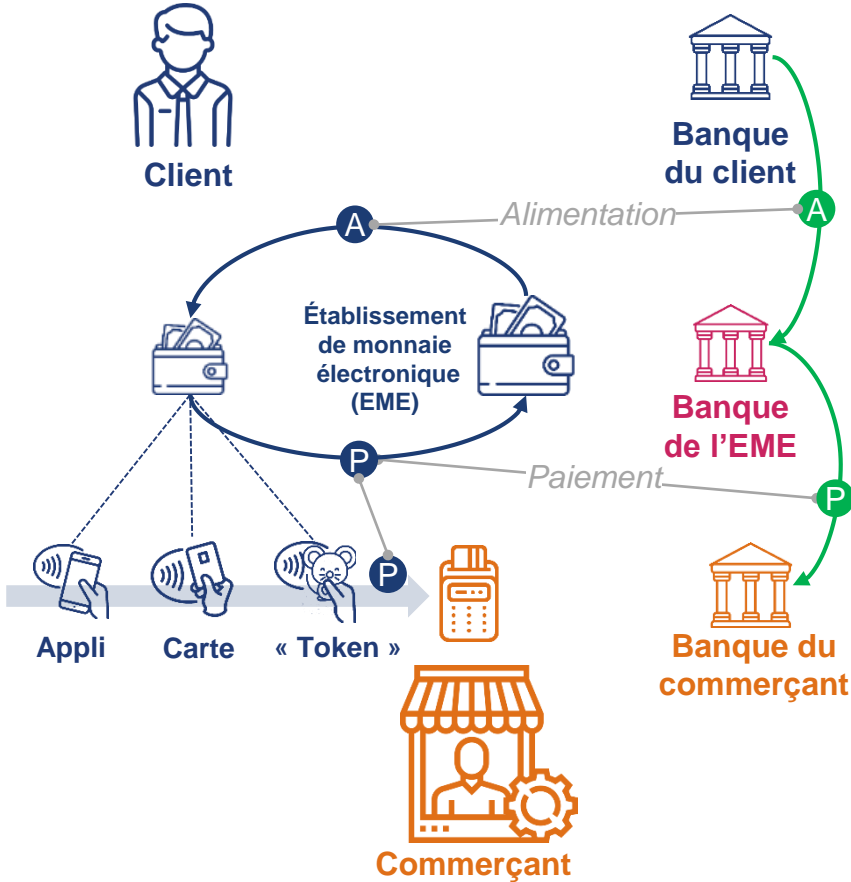 Client
Banque
du client
A
Alimentation
A
Établissement
de monnaie
électronique
(EME)
Banque
de l’EME
P
Paiement
P
P
Appli
Carte
« Token »
Banque du
commerçant
Commerçant